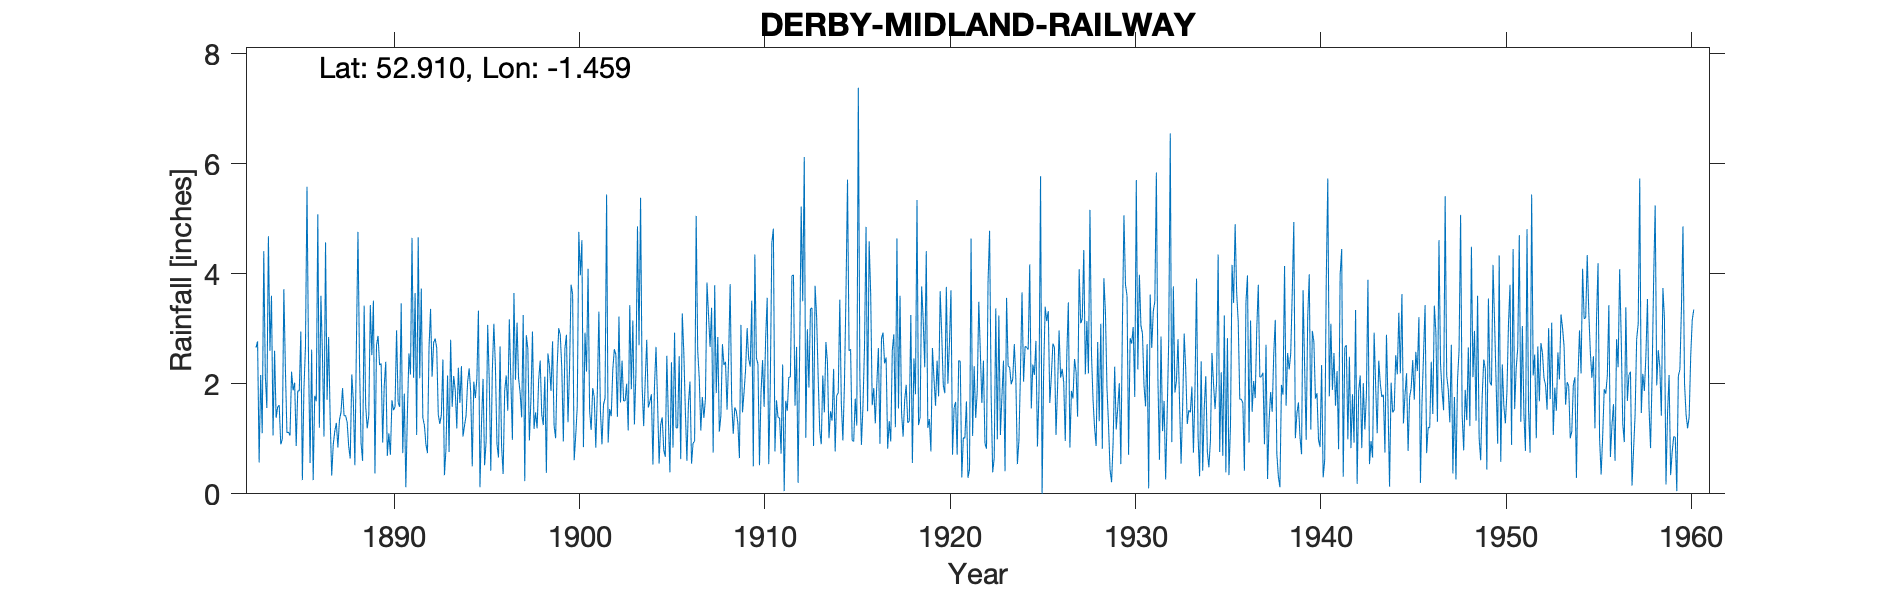 DERBY-MIDLAND-RAILWAY
Lat: 52.910, Lon: -1.459
8
6
4
2
0
Rainfall [inches]
1890 1900 1910 1920 1930 1940 1950 1960
Year